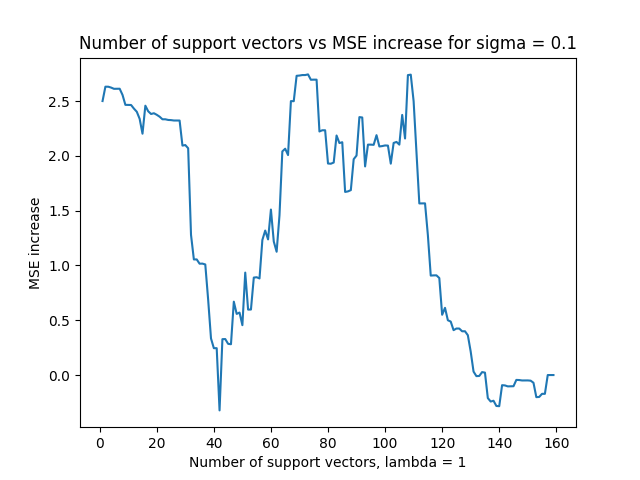 Number of support vectors vs MSE increase for sigma = 0.1
MSE increase
2.5
2.0
1.5
1.0
0.5
0.0
0 20 40 60 80 100 120 140 160
Number of support vectors, lambda = 1